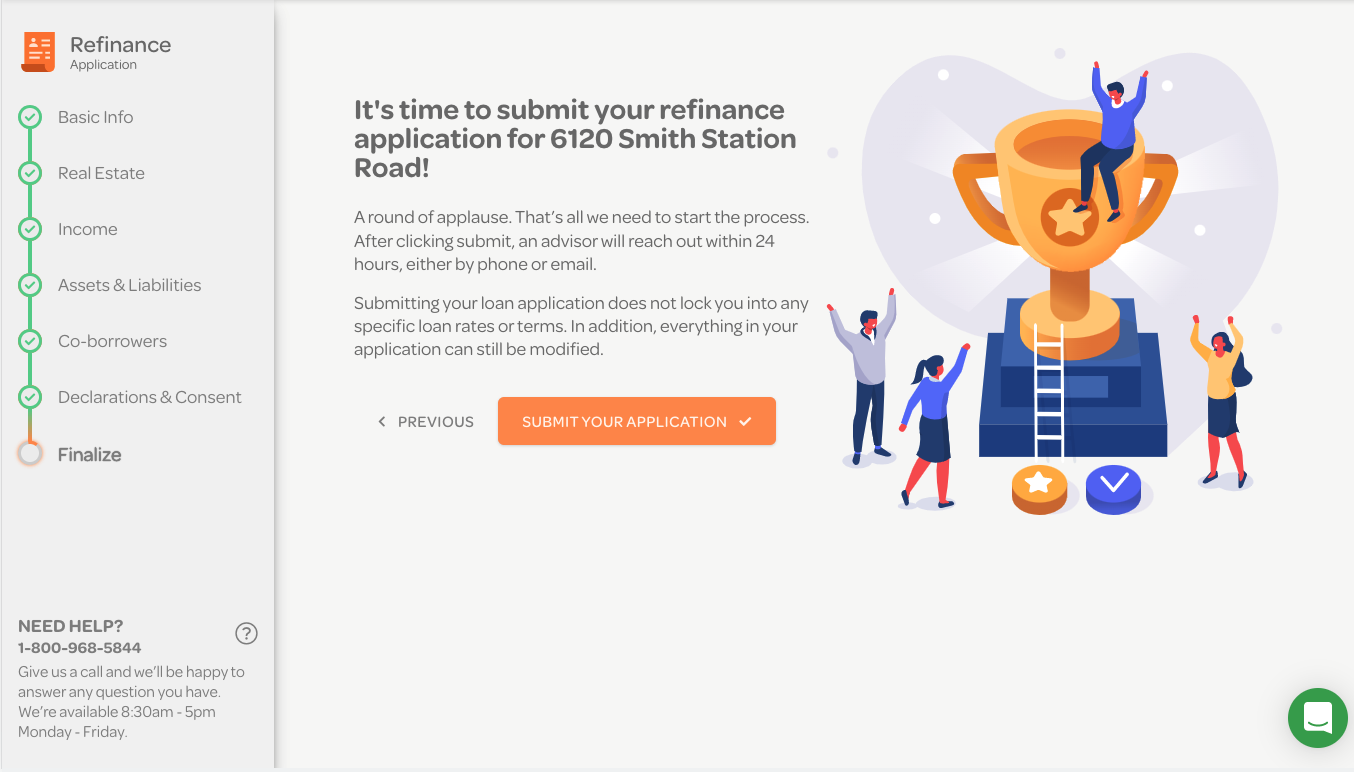 Refinance
Application
Basic Info
Real Estate
Income
Assets & Liabilities
Co-borrowers
Declarations & Consent
Finalize
NEED HELP?
1-800-968-5844
Give us a call and we’ll be happy to
answer any question you have.
We’re available 8:30am - 5pm
Monday - Friday.
It's time to submit your refinance
application for 6120 Smith Station
Road!
A round of applause. That’s all we need to start the process.
After clicking submit, an advisor will reach out within 24
hours, either by phone or email.
Submitting your loan application does not lock you into any
specific loan rates or terms. In addition, everything in your
application can still be modified.
PREVIOUS
SUBMIT YOUR APPLICATION